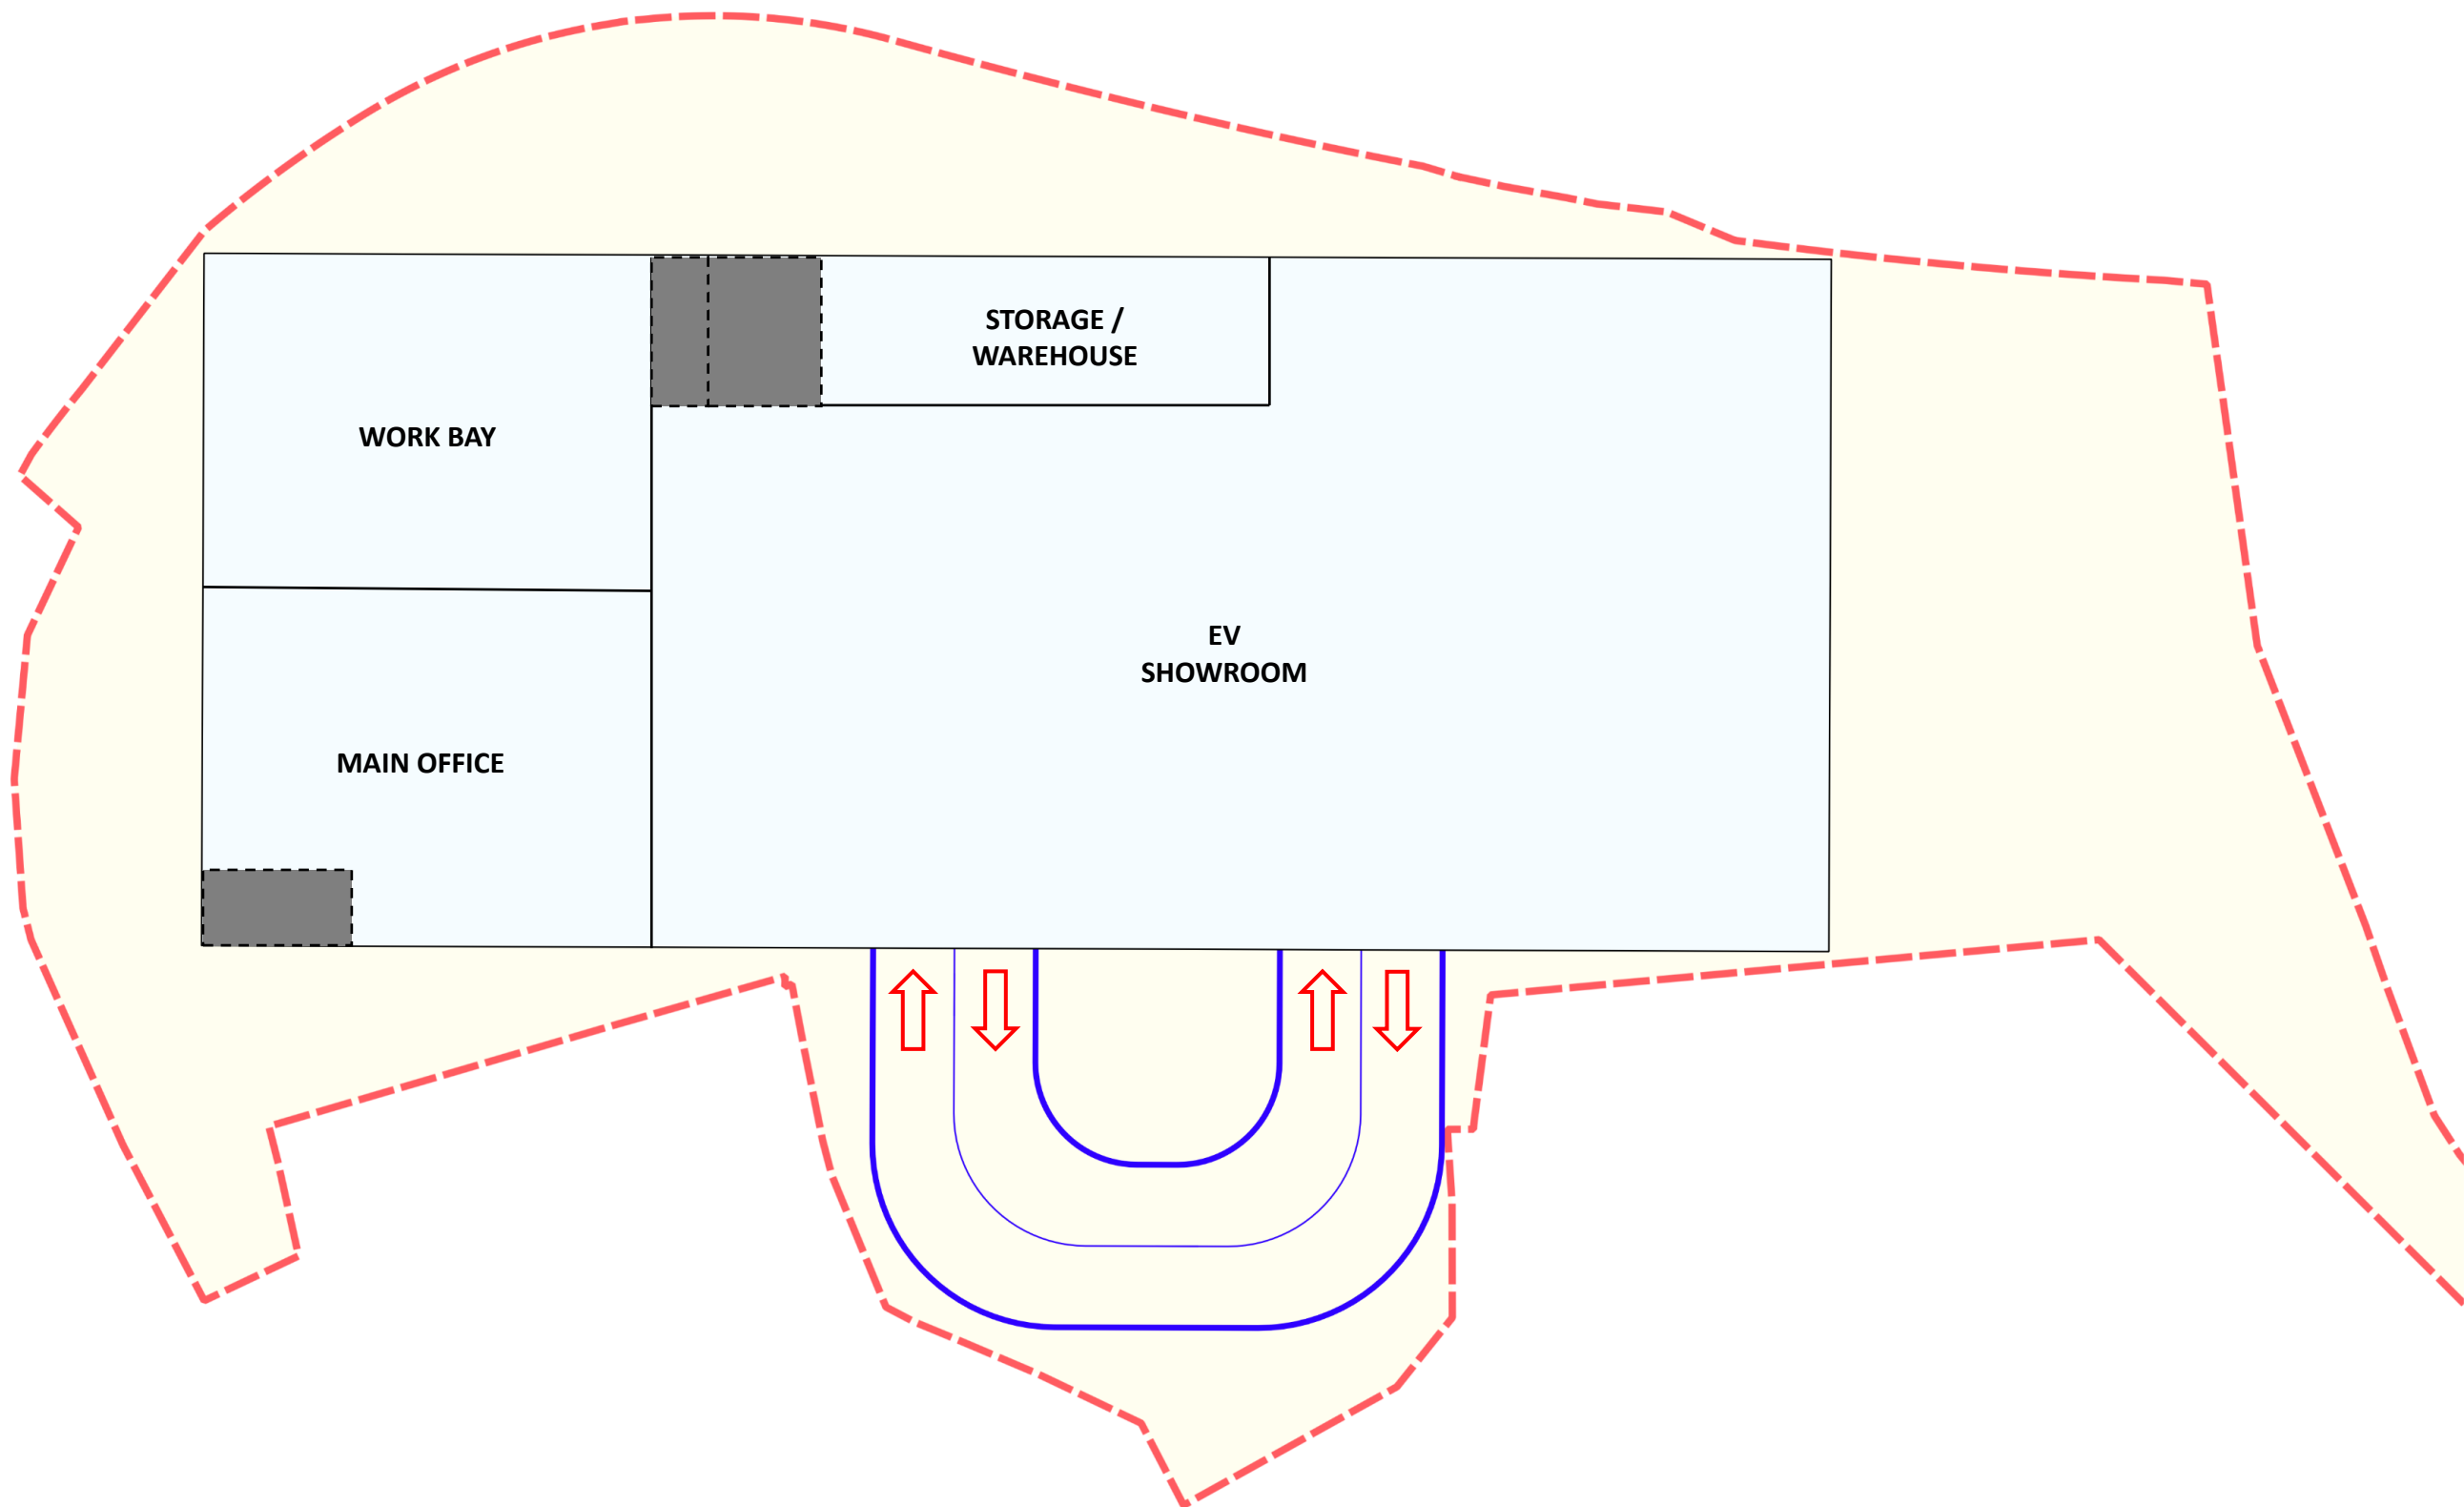 STORAGE /
WAREHOUSE
WORK BAY
EV
SHOWROOM
MAIN OFFICE